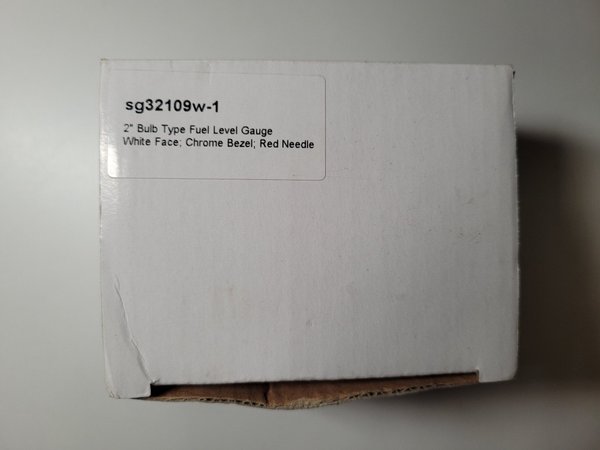 sg32109w-1
2" Bulb Type Fuel Level Gauge
White Face; Chrome Bezel; Red Needle